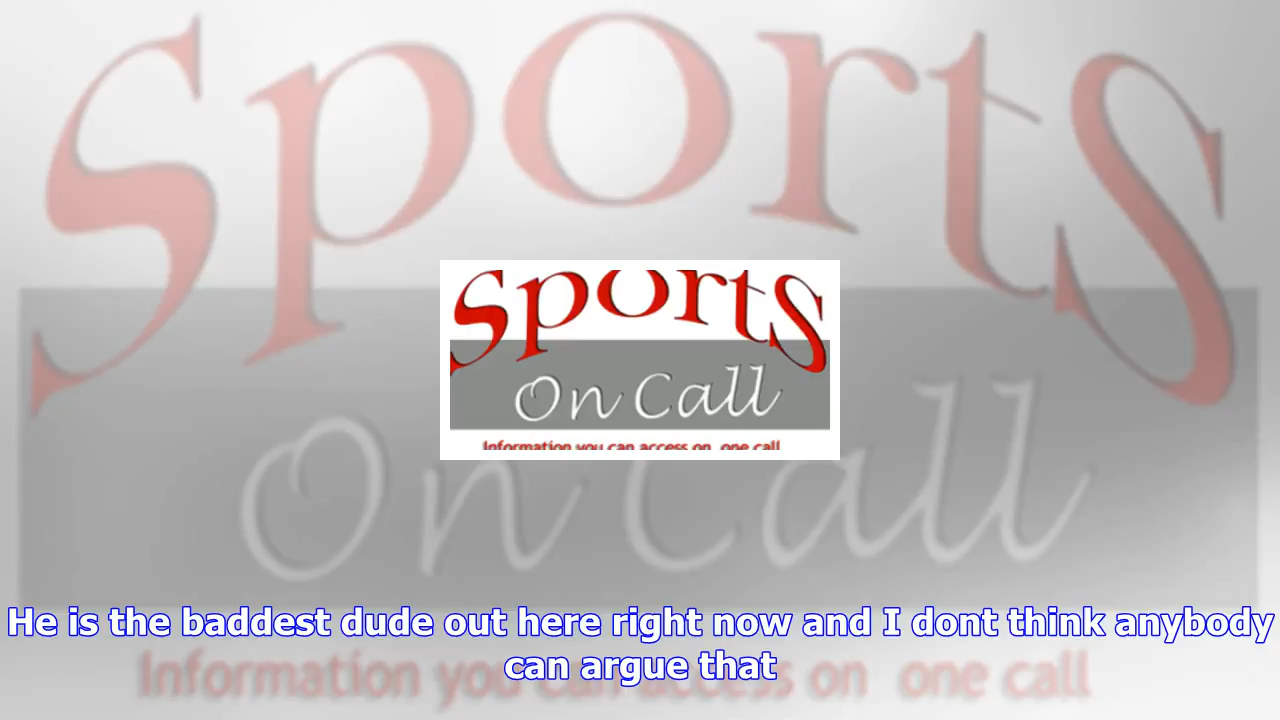 Sports
On Call
Information you can access on one call
Sports
On Call
Information you can access on one call
He is the baddest dude out here right now and I dont think anybody
can argue that